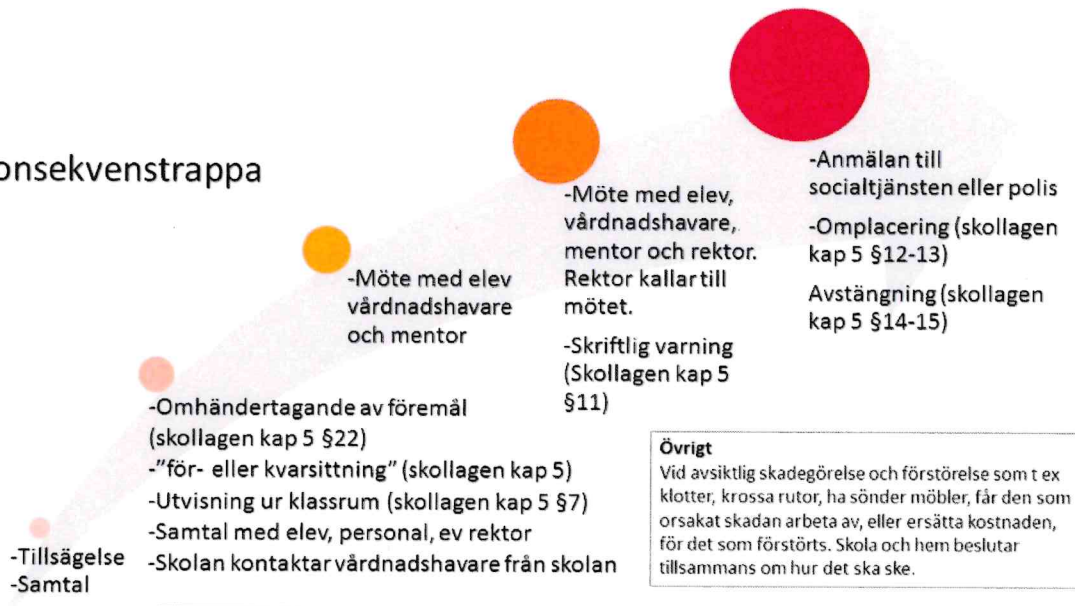 onsekvenstrappa
-Tillsägelse
-Samtal
-Omhändertagande av föremål
(skollagen kap 5 §22)
-”för- eller kvarsittning” (skollagen kap 5)
-Utvisning ur klassrum (skollagen kap 5 §7)
-Samtal med elev, personal, ev rektor
-Skolan kontaktar vårdnadshavare från skolan
-Möte med elev
vårdnadshavare
och mentor
-Möte med elev,
vårdnadshavare,
mentor och rektor.
Rektor kallar till
mötet.
-Skriftlig varning
(Skollagen kap 5
§11)
-Anmälan till
socialtjänsten eller polis
-Omplacering (skollagen
kap 5 §12-13)
Avstängning (skollagen
kap 5 §14-15)
Övrigt
Vid avsiktlig skadegörelse och förstörelse som t ex
klotter, krossa rutor, ha sönder möbler, får den som
orsakat skadan arbeta av, eller ersätta kostnaden,
för det som förstörts. Skola och hem beslutar
tillsammans om hur det ska ske.